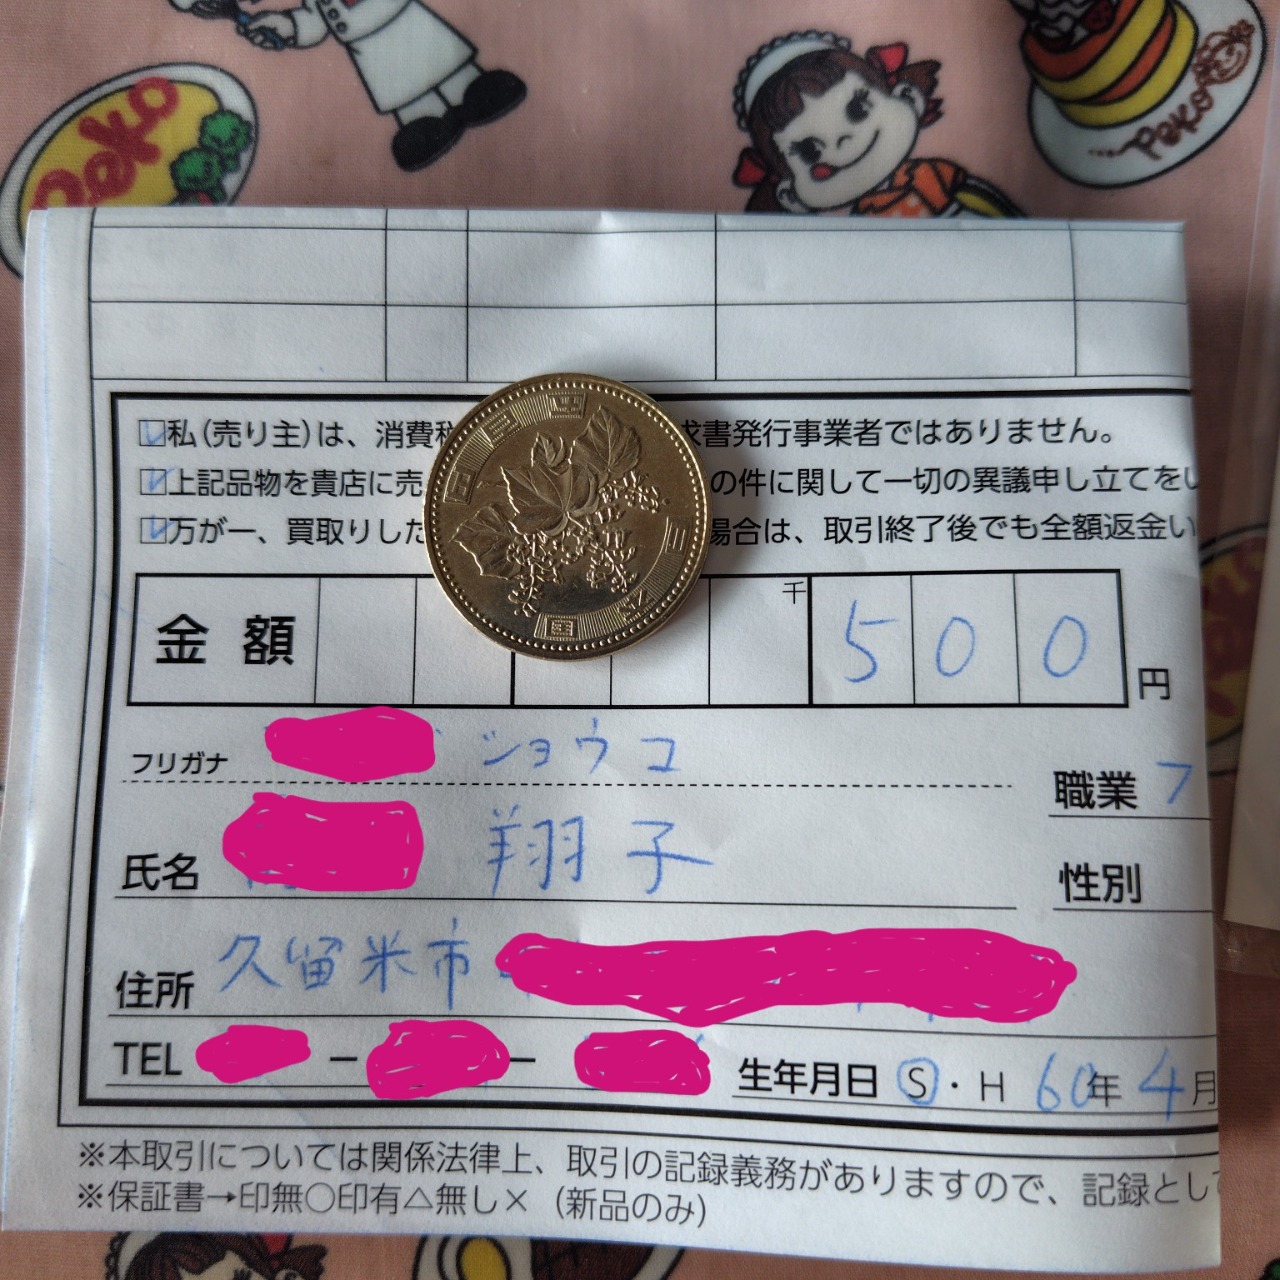 Peko
Peko
☑私(売り主)は、消費税 求書発行事業者ではありません。
☑上記品物を貴店に売 の件に関して一切の異議申し立てをい
☑万が一、買取りした 場合は、取引終了後でも全額返金い
日本国
五百円
金額 千 500 円
フリガナ ショウコ
職業 フ
氏名 翔子
性別
住所 久留米市
TEL ー ー 生年月日 S・H 60年 4月
※本取引については関係法律上、取引の記録義務がありますので、記録として
※保証書→印無○印有△無し× (新品のみ)